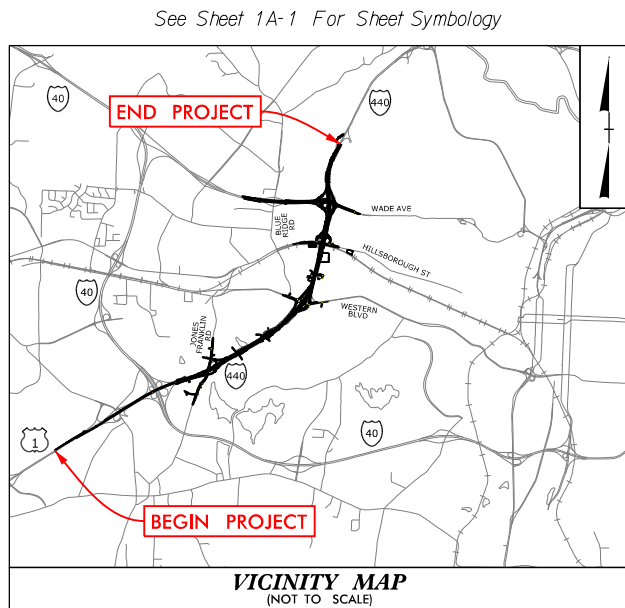 See Sheet 1A-1 For Sheet Symbology
40
END PROJECT
440
WADE AVE
BLUE
RIDGE
RD
HILLSBOROUGH ST
40
WESTERN
BLVD
JONES
FRANKLIN
RD
440
1
40
BEGIN PROJECT
VICINITY MAP
(NOT TO SCALE)